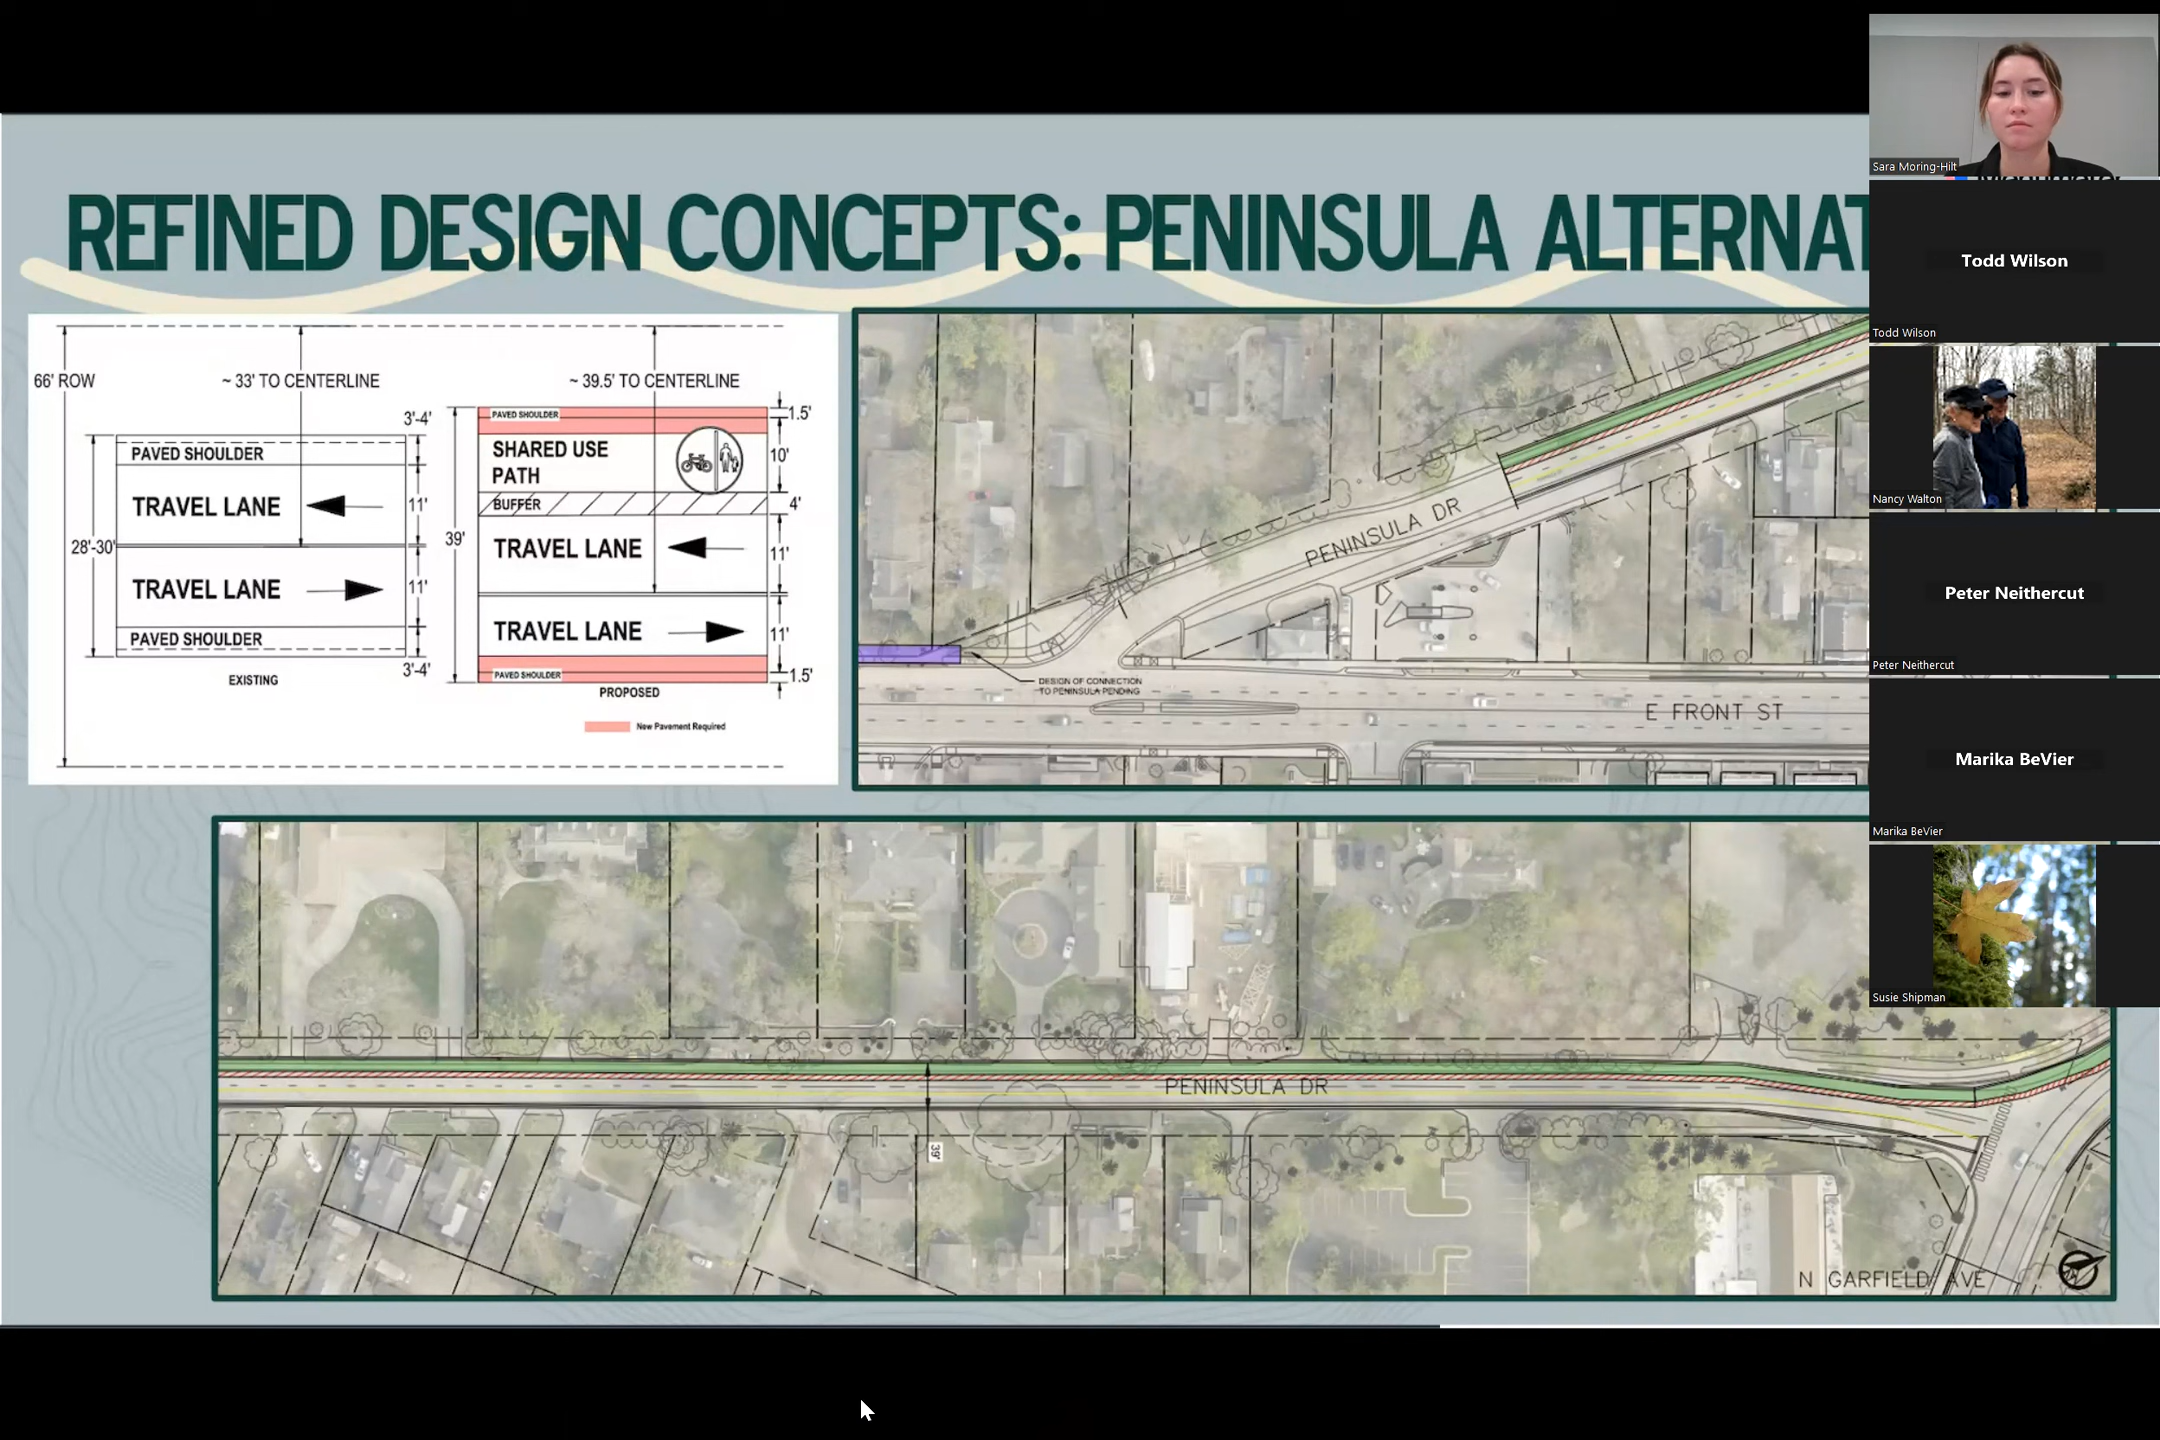 REFINED DESIGN CONCEPTS: PENINSULA ALTERNAT
66' ROW
~ 33' TO CENTERLINE
~ 39.5' TO CENTERLINE
3'-4'
PAVED SHOULDER
TRAVEL LANE
11'
28'-30'
TRAVEL LANE
11'
PAVED SHOULDER
3'-4'
EXISTING
PAVED SHOULDER
1.5'
SHARED USE
PATH
10'
BUFFER
4'
39'
TRAVEL LANE
11'
TRAVEL LANE
11'
PAVED SHOULDER
1.5'
PROPOSED
New Pavement Required
PENINSULA DR
DESIGN OF CONNECTION
TO PENINSULA PENDING
E FRONT ST
PENINSULA DR
39'
N GARFIELD AVE
Sara Moring-Hilt
Todd Wilson
Todd Wilson
Nancy Walton
Peter Neithercut
Peter Neithercut
Marika BeVier
Marika BeVier
Susie Shipman